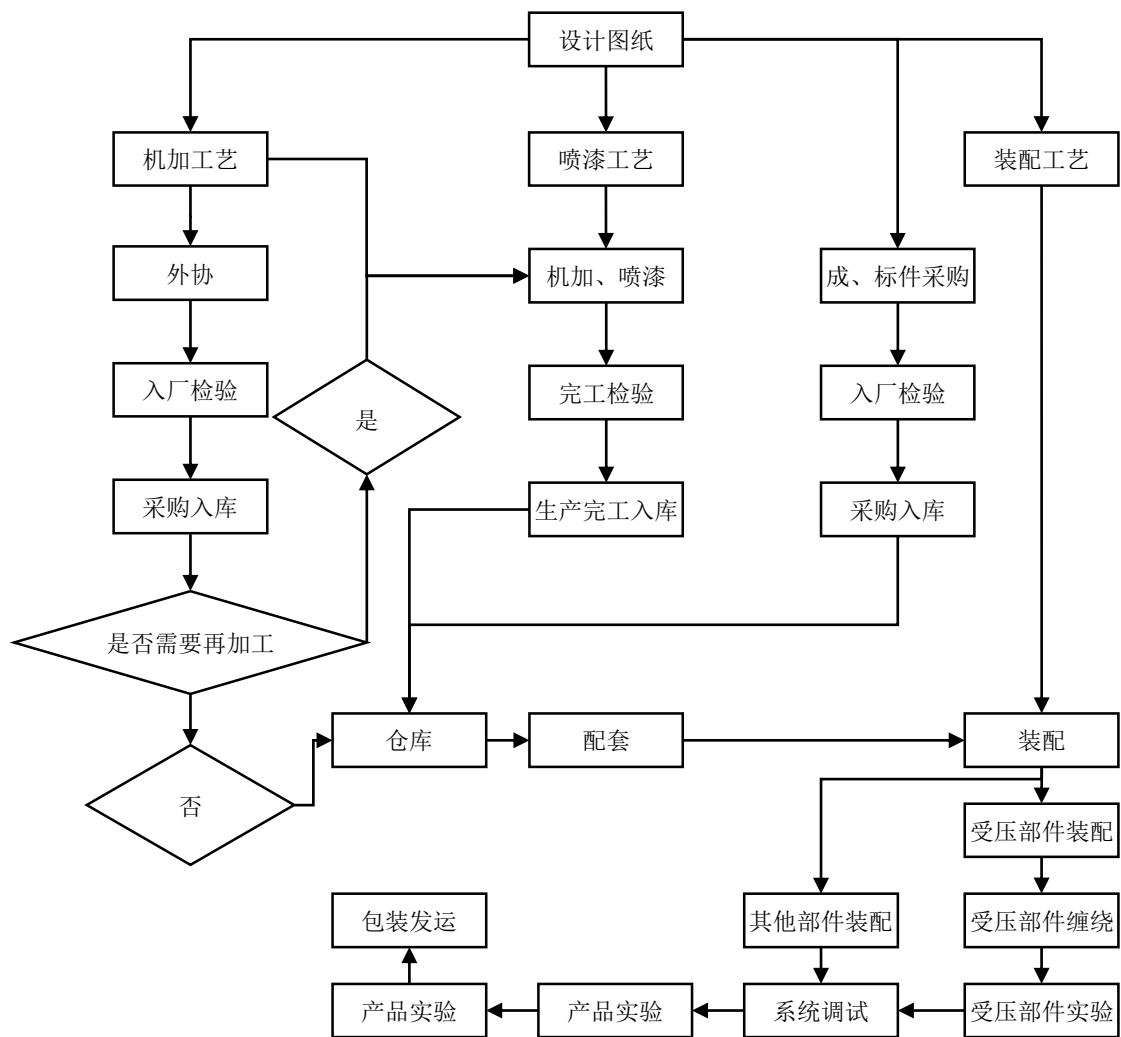 设计图纸
机加工艺
喷漆工艺
装配工艺
外协
机加、喷漆
成、标件采购
入厂检验
是
完工检验
入厂检验
采购入库
生产完工入库
采购入库
是否需要再加工
仓库
配套
装配
否
受压部件装配
包装发运
其他部件装配
受压部件缠绕
产品实验
产品实验
系统调试
受压部件实验